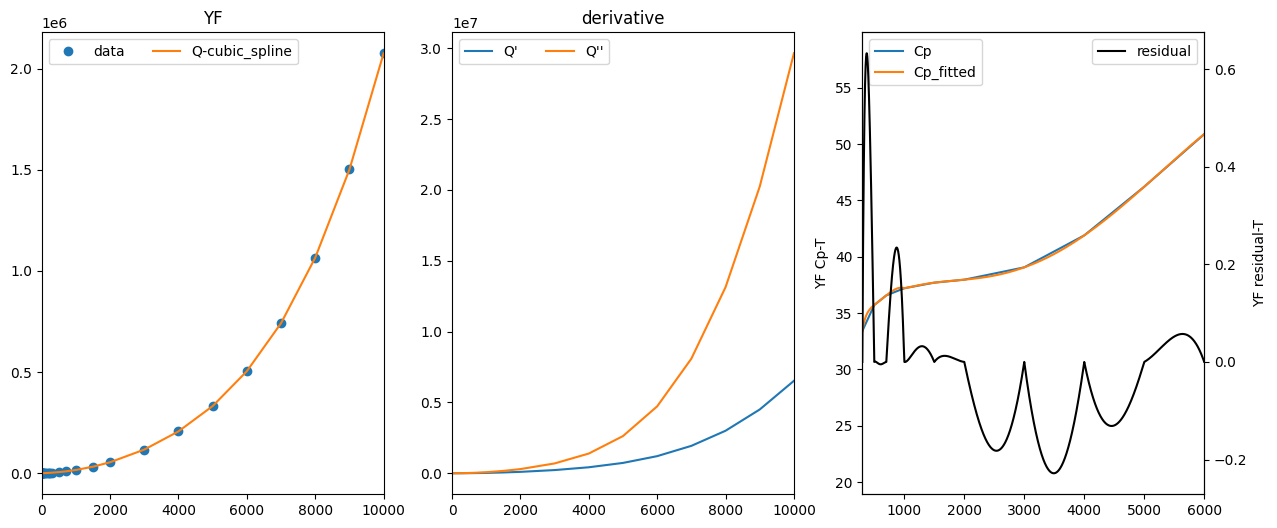 YF
1e6
data
Q-cubic_spline
2.0
1.5
1.0
0.5
0.0
0 2000 4000 6000 8000 10000
derivative
1e7
Q' Q''
3.0
2.5
2.0
1.5
1.0
0.5
0.0
0 2000 4000 6000 8000 10000
Cp
Cp_fitted
residual
YF Cp-T
55
50
45
40
35
30
25
20
1000 2000 3000 4000 5000 6000
0.6
0.4
0.2
0.0
−0.2
YF residual-T